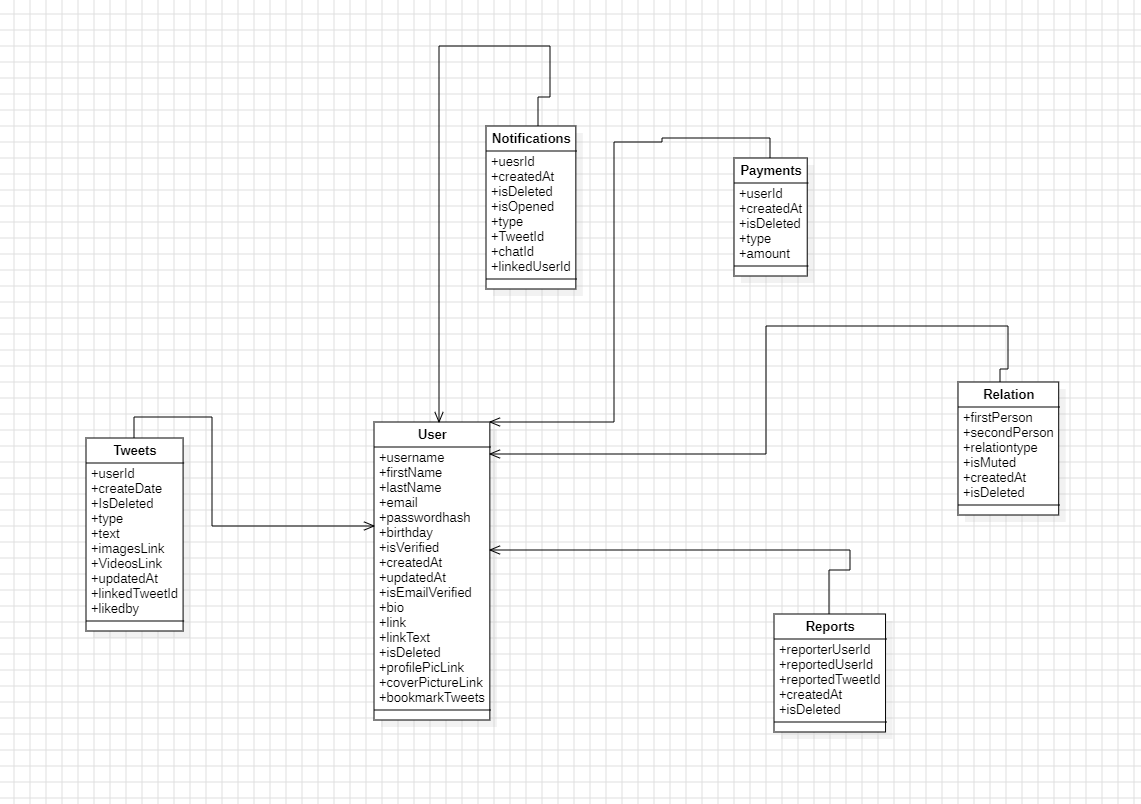 Notifications
+uesrId
+createdAt
+isDeleted
+isOpened
+type
+TweetId
+chatId
+linkedUserId
Payments
+userId
+createdAt
+isDeleted
+type
+amount
Relation
+firstPerson
+secondPerson
+relationtype
+isMuted
+createdAt
+isDeleted
Tweets
+userId
+createDate
+IsDeleted
+type
+text
+imagesLink
+VideosLink
+updatedAt
+linkedTweetId
+likedby
User
+username
+firstName
+lastName
+email
+passwordhash
+birthday
+isVerified
+createdAt
+updatedAt
+isEmailVerified
+bio
+link
+linkText
+isDeleted
+profilePicLink
+coverPictureLink
+bookmarkTweets
Reports
+reporterUserId
+reportedUserId
+reportedTweetId
+createdAt
+isDeleted